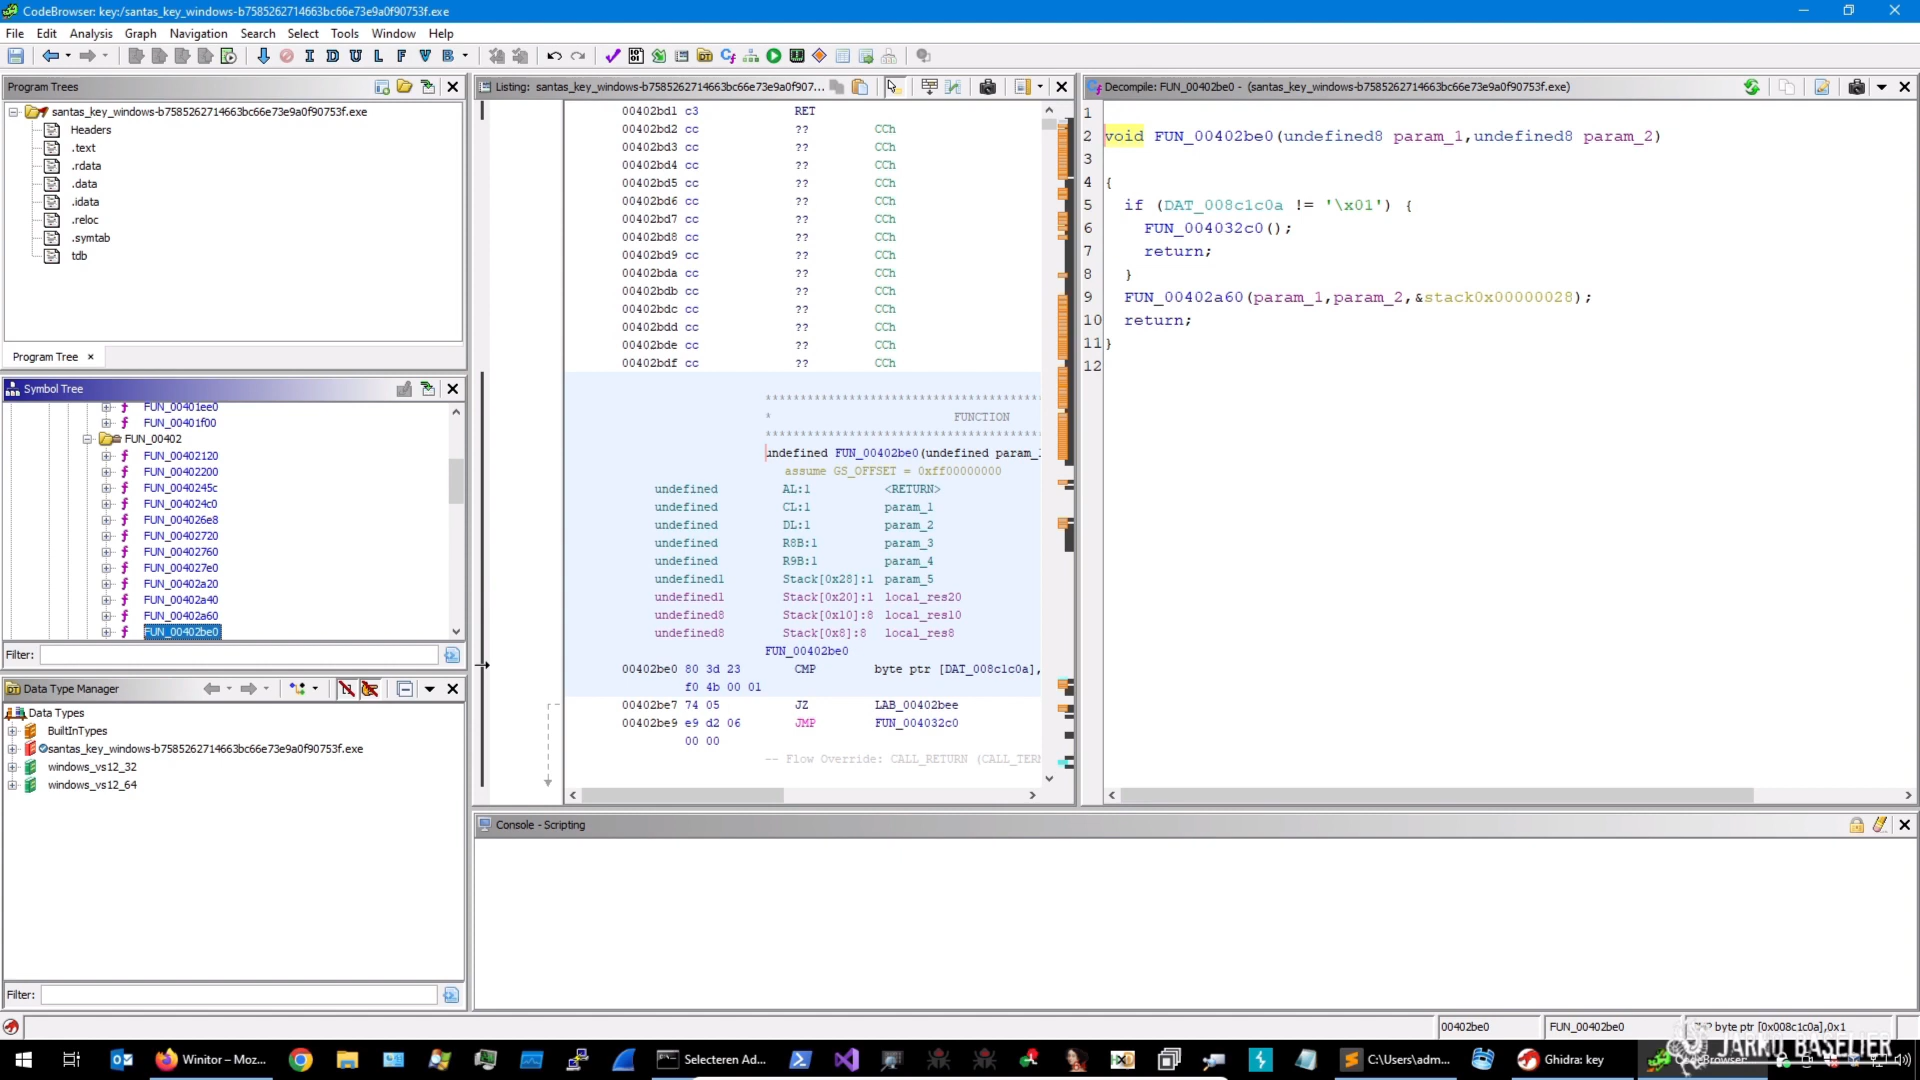 CodeBrowser: key:/santas_key_windows-b7585262714663bc66e73e9a0f90753f.exe
File Edit Analysis Graph Navigation Search Select Tools Window Help
I D U L F V B
Program Trees
santas_key_windows-b7585262714663bc66e73e9a0f90753f.exe
Headers
.text
.rdata
.data
.idata
.reloc
.symtab
tdb
Program Tree ×
Symbol Tree
FUN_00401ee0
FUN_00401f00
FUN_00402
FUN_00402120
FUN_00402200
FUN_0040245c
FUN_004024c0
FUN_004026e8
FUN_00402720
FUN_00402760
FUN_004027e0
FUN_00402a20
FUN_00402a40
FUN_00402a60
FUN_00402be0
Filter:
Data Type Manager
Data Types
BuiltInTypes
santas_key_windows-b7585262714663bc66e73e9a0f90753f.exe
windows_vs12_32
windows_vs12_64
Filter:
Listing: santas_key_windows-b7585262714663bc66e73e9a0f907...
00402bd1 c3 RET
00402bd2 cc ?? CCh
00402bd3 cc ?? CCh
00402bd4 cc ?? CCh
00402bd5 cc ?? CCh
00402bd6 cc ?? CCh
00402bd7 cc ?? CCh
00402bd8 cc ?? CCh
00402bd9 cc ?? CCh
00402bda cc ?? CCh
00402bdb cc ?? CCh
00402bdc cc ?? CCh
00402bdd cc ?? CCh
00402bde cc ?? CCh
00402bdf cc ?? CCh
* FUNCTION
undefined FUN_00402be0(undefined param_
assume GS_OFFSET = 0xff00000000
undefined AL:1 <RETURN>
undefined CL:1 param_1
undefined DL:1 param_2
undefined R8B:1 param_3
undefined R9B:1 param_4
undefined1 Stack[0x28]:1 param_5
undefined1 Stack[0x20]:1 local_res20
undefined8 Stack[0x10]:8 local_res10
undefined8 Stack[0x8]:8 local_res8
FUN_00402be0
00402be0 80 3d 23 CMP byte ptr [DAT_008c1c0a],
f0 4b 00 01
00402be7 74 05 JZ LAB_00402bee
00402be9 e9 d2 06 JMP FUN_004032c0
00 00
-- Flow Override: CALL_RETURN (CALL_TERM
Decompile: FUN_00402be0 - (santas_key_windows-b7585262714663bc66e73e9a0f90753f.exe)
1
2 void FUN_00402be0(undefined8 param_1,undefined8 param_2)
3
4 {
5 if (DAT_008c1c0a != '\x01') {
6 FUN_004032c0();
7 return;
8 }
9 FUN_00402a60(param_1,param_2,&stack0x00000028);
10 return;
11 }
12
Console - Scripting
00402be0 FUN_00402be0 byte ptr [0x008c1c0a],0x1
Winitor – Moz... Selecteren Ad... C:\Users\adm... Ghidra: key
JARNO BASELIER